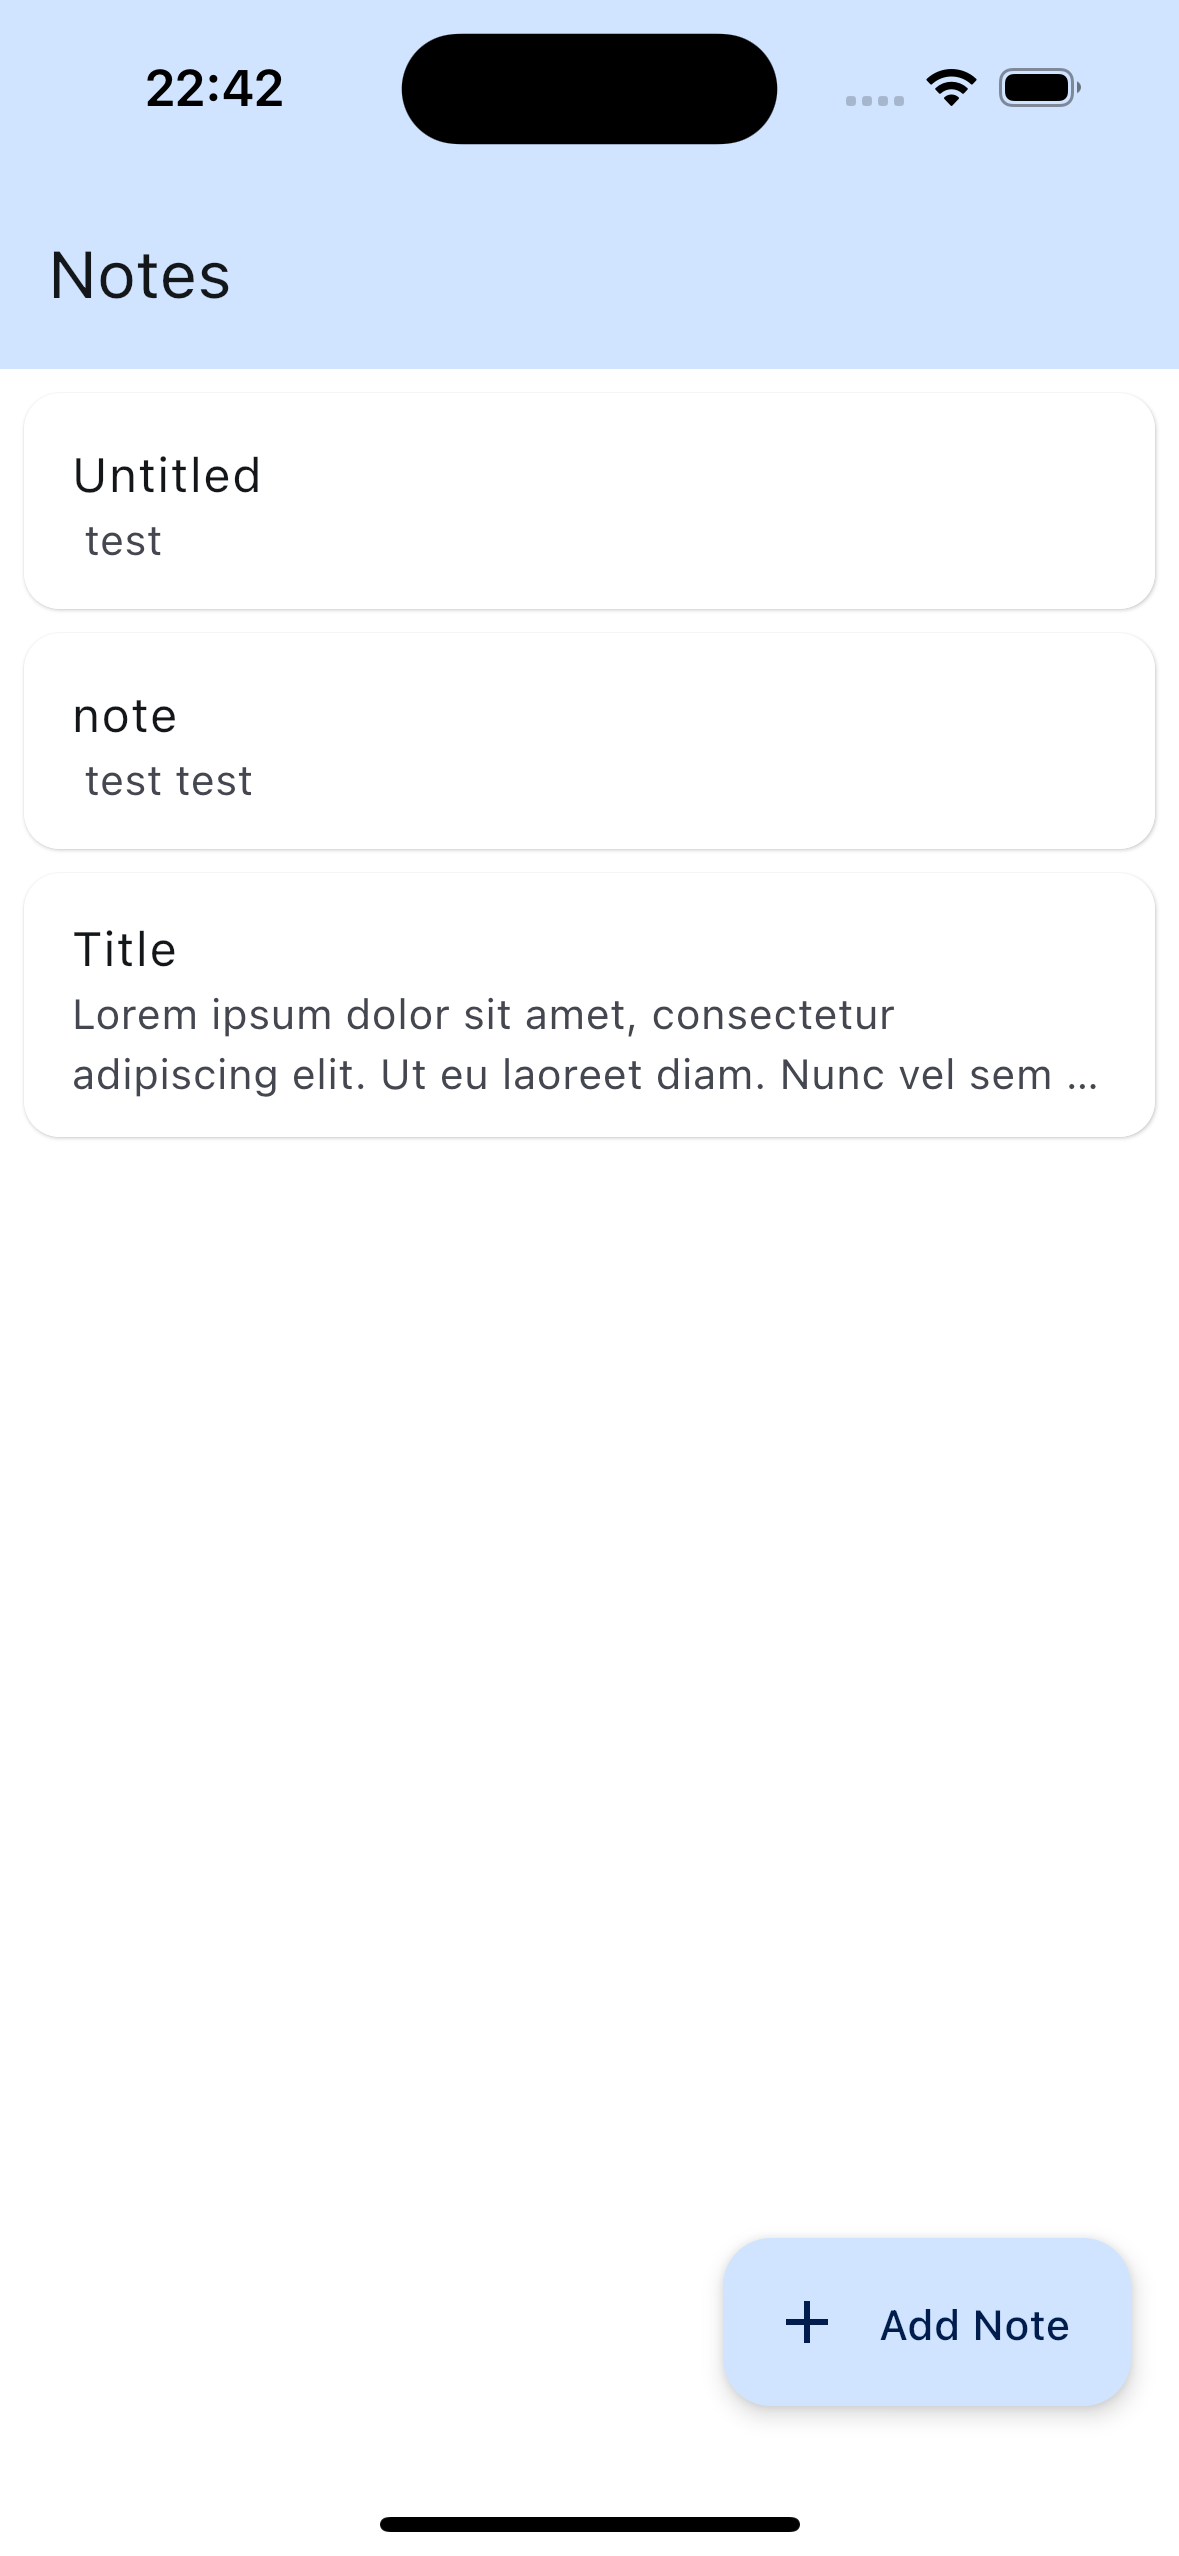 22:42
Notes
Untitled
test
note
test test
Title
Lorem ipsum dolor sit amet, consectetur
adipiscing elit. Ut eu laoreet diam. Nunc vel sem ...
Add Note